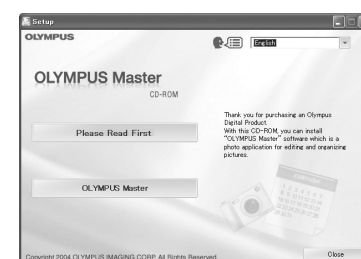 Setup
OLYMPUS
English
OLYMPUS Master
CD-ROM
Please Read First
OLYMPUS Master
Thank you for purchasing an Olympus
Digital Product
With this CD-ROM, you can install
"OLYMPUS Master" software which is a
photo application for editing and organizing
pictures.
Copyright 2004 OLYMPUS IMAGING CORP. All Rights Reserved.
Close